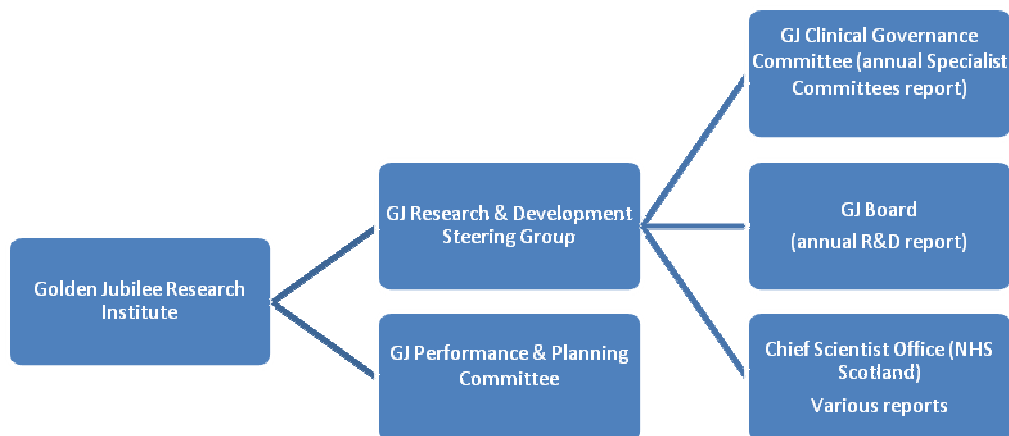 Golden Jubilee Research
Institute
GJ Research & Development
Steering Group
GJ Performance & Planning
Committee
GJ Clinical Governance
Committee (annual Specialist
Committees report)
GJ Board
(annual R&D report)
Chief Scientist Office (NHS
Scotland)
Various reports